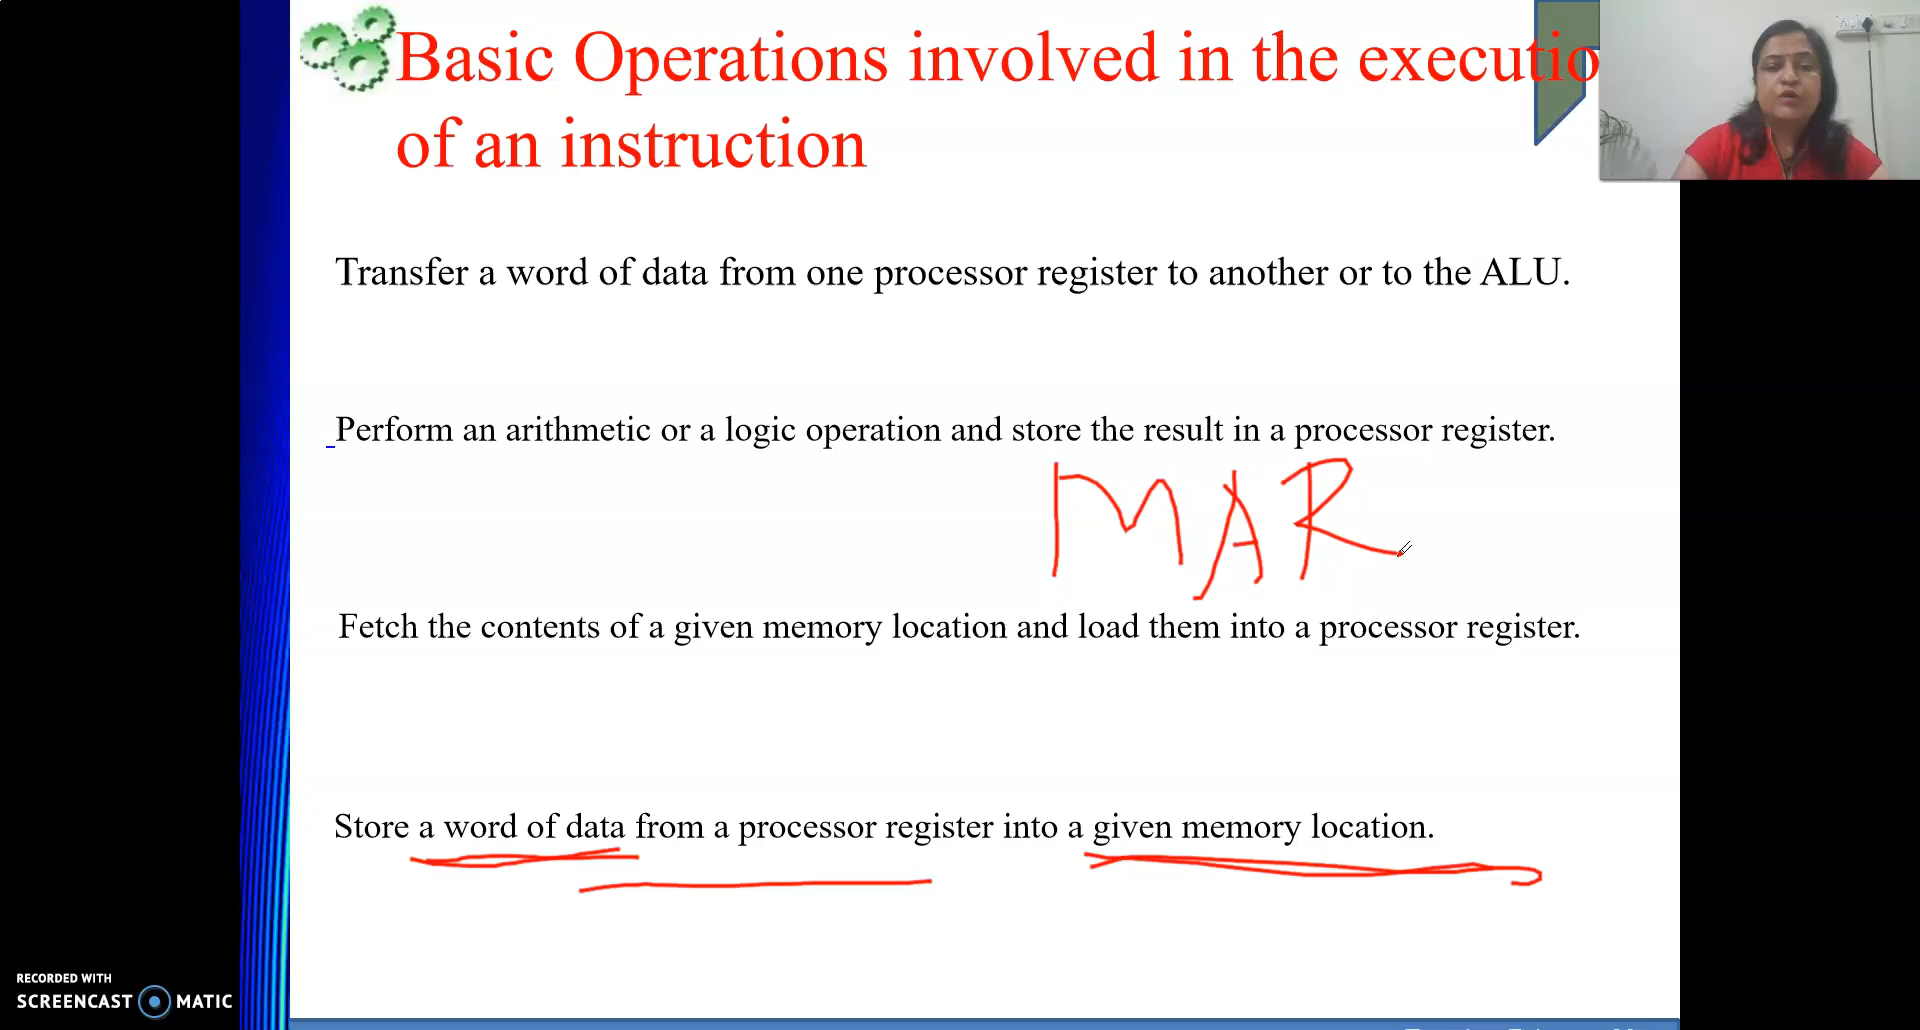 Basic Operations involved in the executio
of an instruction
Transfer a word of data from one processor register to another or to the ALU.
Perform an arithmetic or a logic operation and store the result in a processor register.
MAR
Fetch the contents of a given memory location and load them into a processor register.
Store a word of data from a processor register into a given memory location.
RECORDED WITH
SCREENCAST MATIC